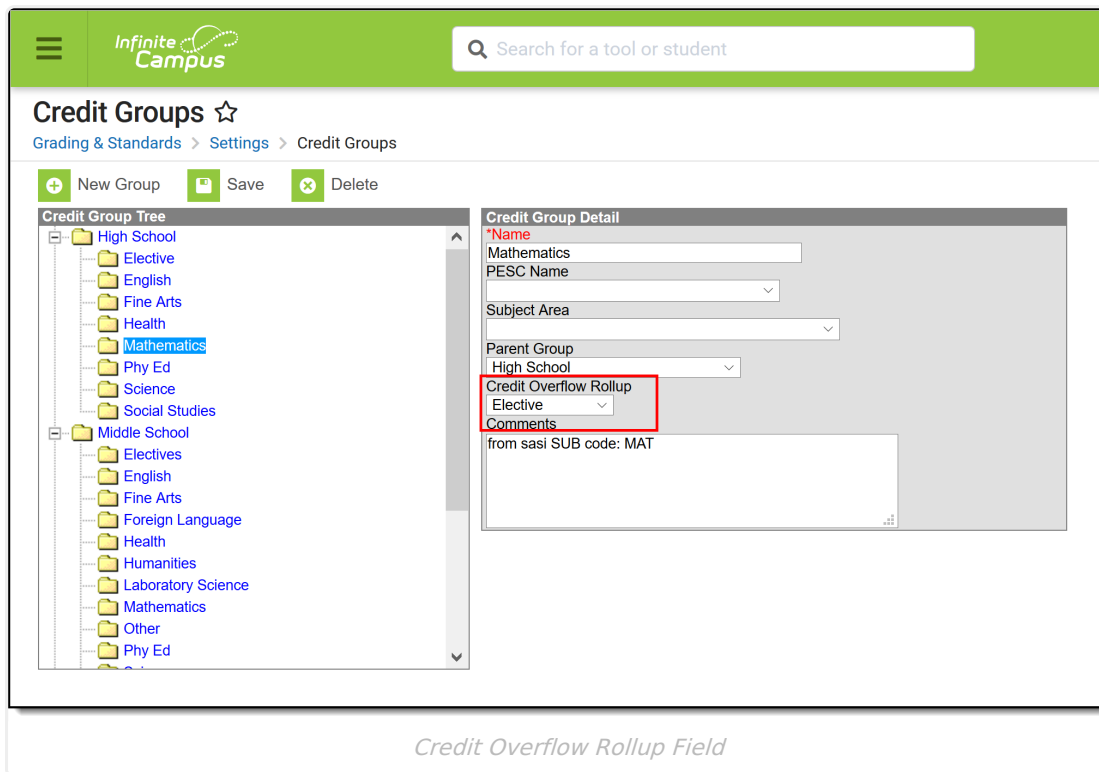 Infinite
Campus
Search for a tool or student
Credit Groups
Grading & Standards > Settings > Credit Groups
New Group Save Delete
Credit Group Tree
High School
Elective
English
Fine Arts
Health
Mathematics
Phy Ed
Science
Social Studies
Middle School
Electives
English
Fine Arts
Foreign Language
Health
Humanities
Laboratory Science
Mathematics
Other
Phy Ed
Credit Group Detail
*Name
Mathematics
PESC Name
Subject Area
Parent Group
High School
Credit Overflow Rollup
Elective
Comments
from sasi SUB code: MAT
Credit Overflow Rollup Field